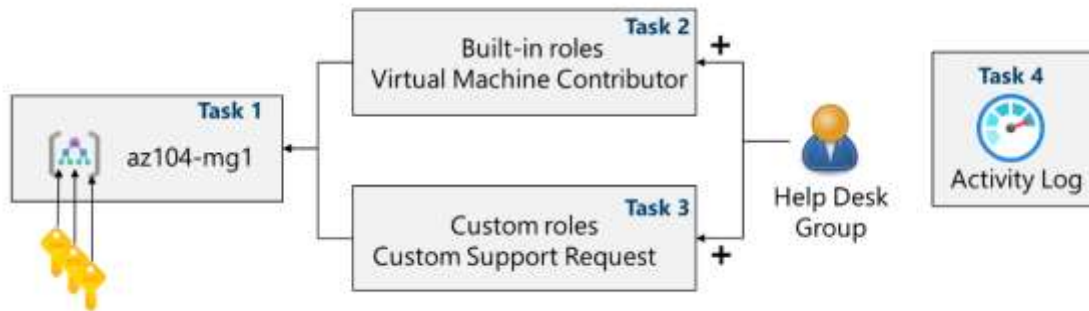 Task 1
az104-mg1
Task 2
Built-in roles
Virtual Machine Contributor
Task 3
Custom roles
Custom Support Request
+
+
Help Desk
Group
Task 4
Activity Log